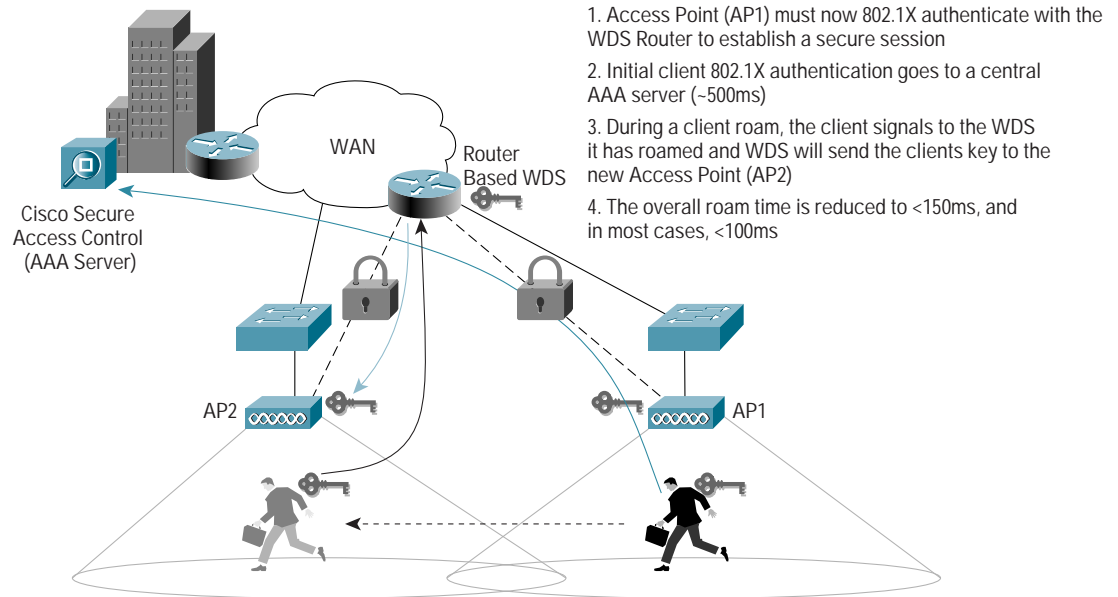 1. Access Point (AP1) must now 802.1X authenticate with the
WDS Router to establish a secure session
2. Initial client 802.1X authentication goes to a central
AAA server (~500ms)
3. During a client roam, the client signals to the WDS
it has roamed and WDS will send the clients key to the
new Access Point (AP2)
4. The overall roam time is reduced to <150ms, and
in most cases, <100ms
WAN
Router
Based WDS
Cisco Secure
Access Control
(AAA Server)
AP2
AP1